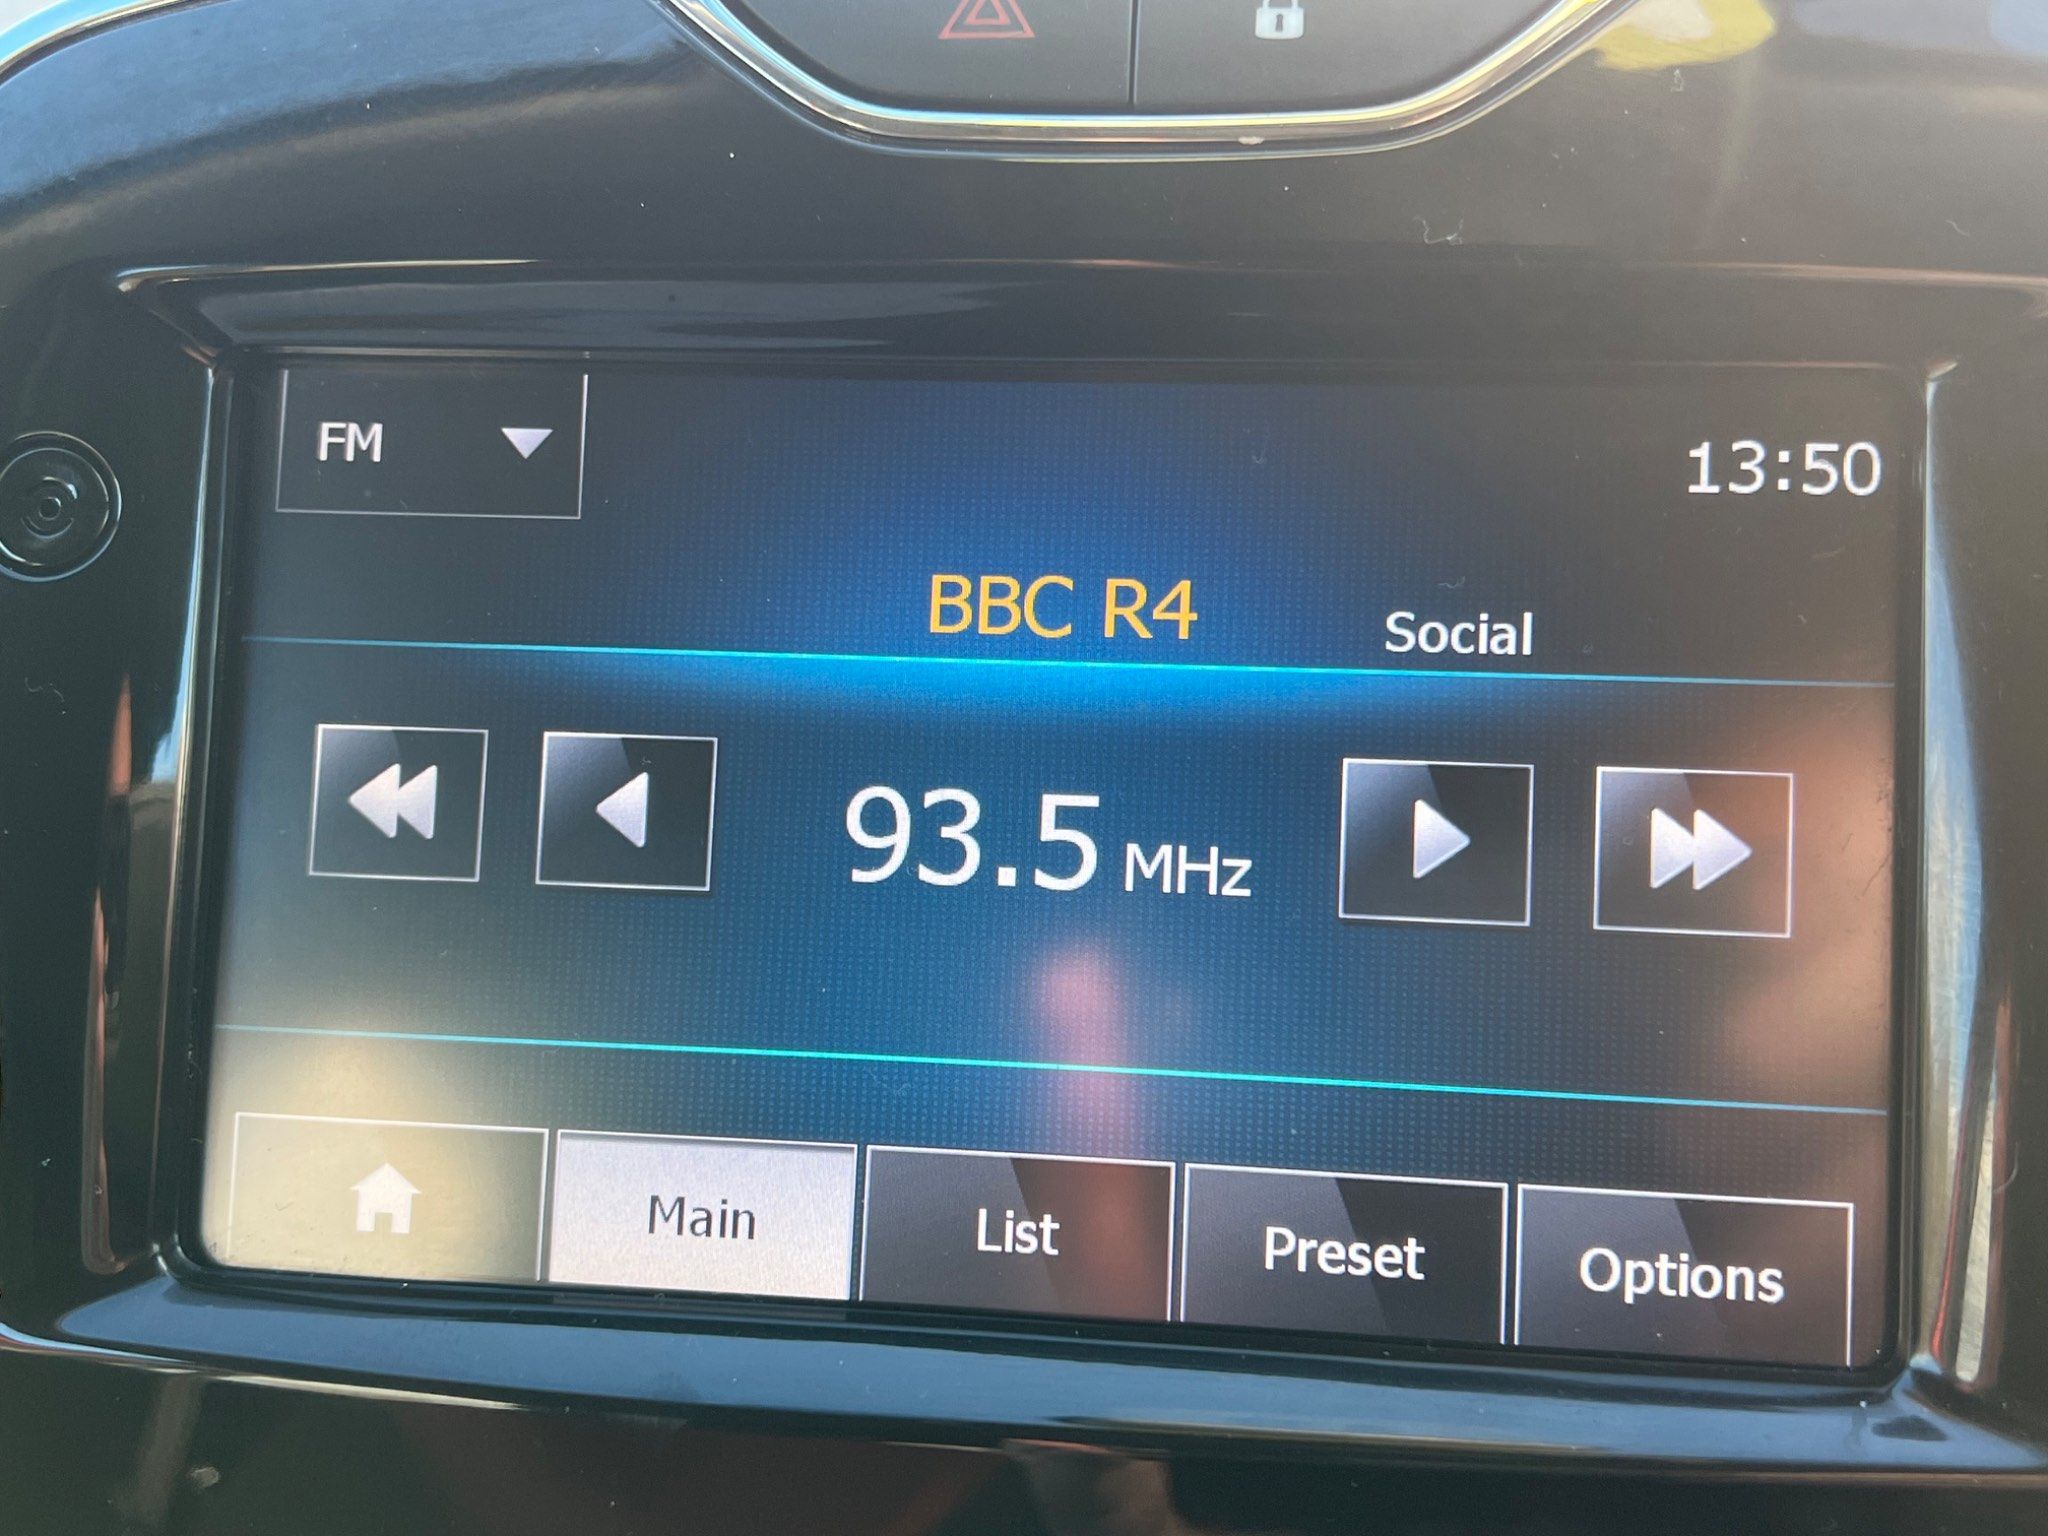 FM
13:50
BBC R4
Social
93.5 MHz
Main
List
Preset
Options